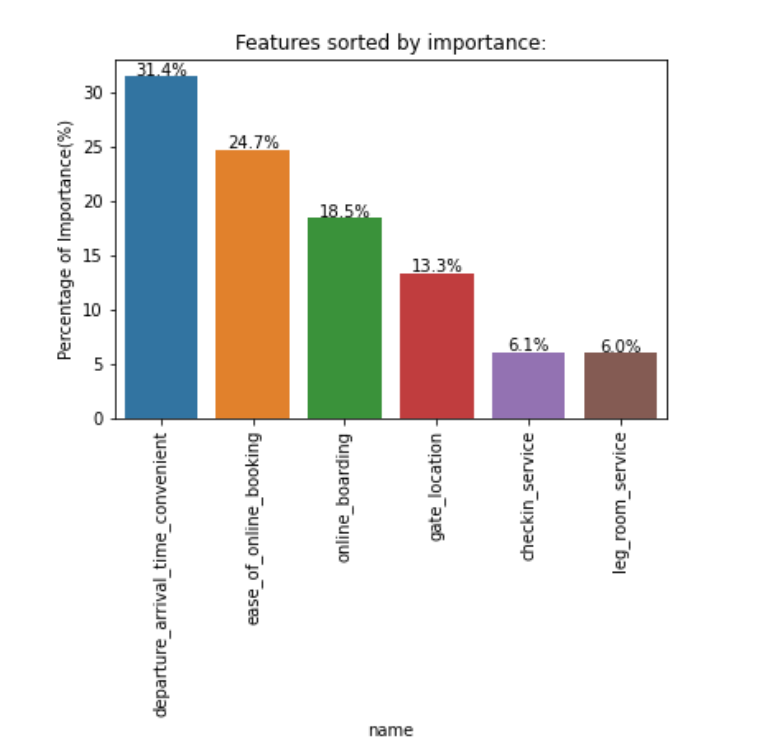 Features sorted by importance:
Percentage of Importance(%)
30
25
20
15
10
5
0
31.4%
24.7%
18.5%
13.3%
6.1%
6.0%
departure_arrival_time_convenient
ease_of_online_booking
online_boarding
gate_location
checkin_service
leg_room_service
name